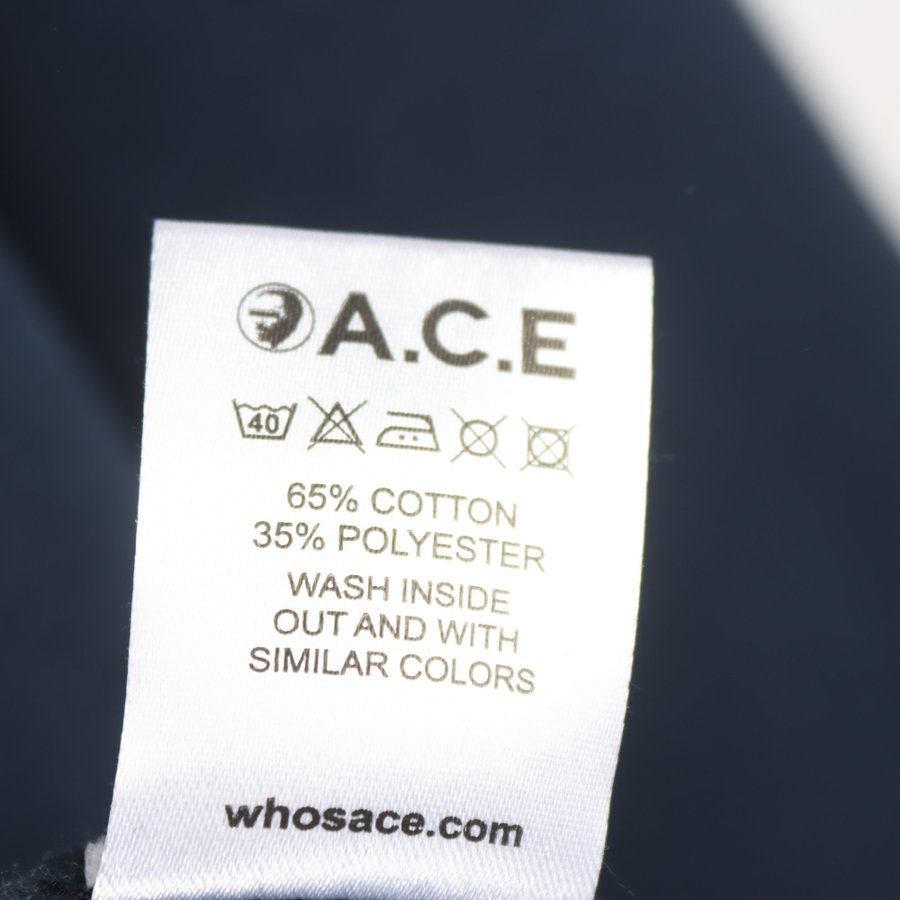 A.C.E
40
65% COTTON
35% POLYESTER
WASH INSIDE
OUT AND WITH
SIMILAR COLORS
whosace.com